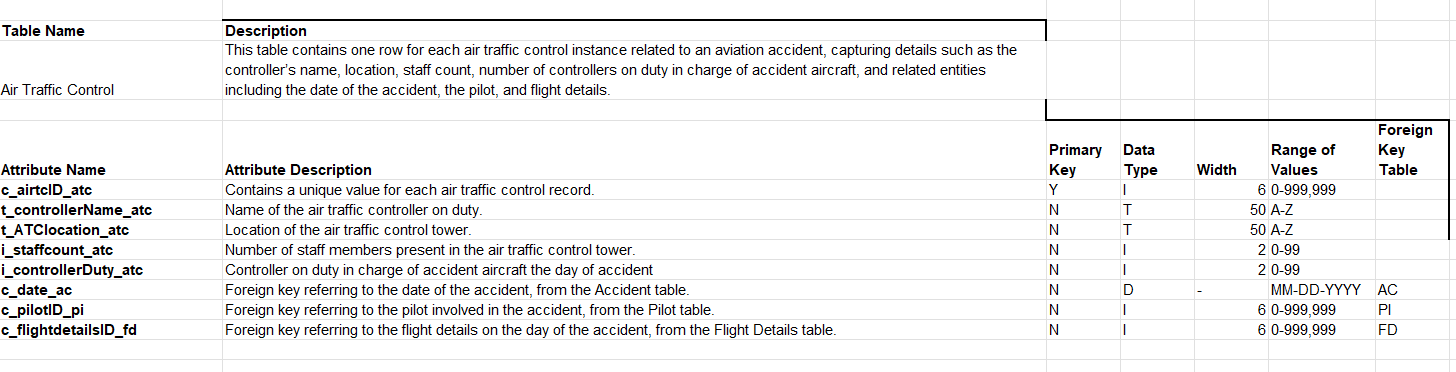 Table Name Description
This table contains one row for each air traffic control instance related to an aviation accident, capturing details such as the
controller's name, location, staff count, number of controllers on duty in charge of accident aircraft, and related entities
Air Traffic Control including the date of the accident, the pilot, and flight details.
Foreign
Primary Data Range of Key
Attribute Name Attribute Description Key Type Width Values Table
c_airtcID_atc Contains a unique value for each air traffic control record. Y I 6 0-999,999
t_controllerName_atc Name of the air traffic controller on duty. N T 50 A-Z
t_ATClocation_atc Location of the air traffic control tower. N T 50 A-Z
i_staffcount_atc Number of staff members present in the air traffic control tower. N I 2 0-99
i_controllerDuty_atc Controller on duty in charge of accident aircraft the day of accident N I 2 0-99
c_date_ac Foreign key referring to the date of the accident, from the Accident table. N D - MM-DD-YYYY AC
c_pilotID_pi Foreign key referring to the pilot involved in the accident, from the Pilot table. N I 6 0-999,999 PI
c_flightdetailsID_fd Foreign key referring to the flight details on the day of the accident, from the Flight Details table. N I 6 0-999,999 FD